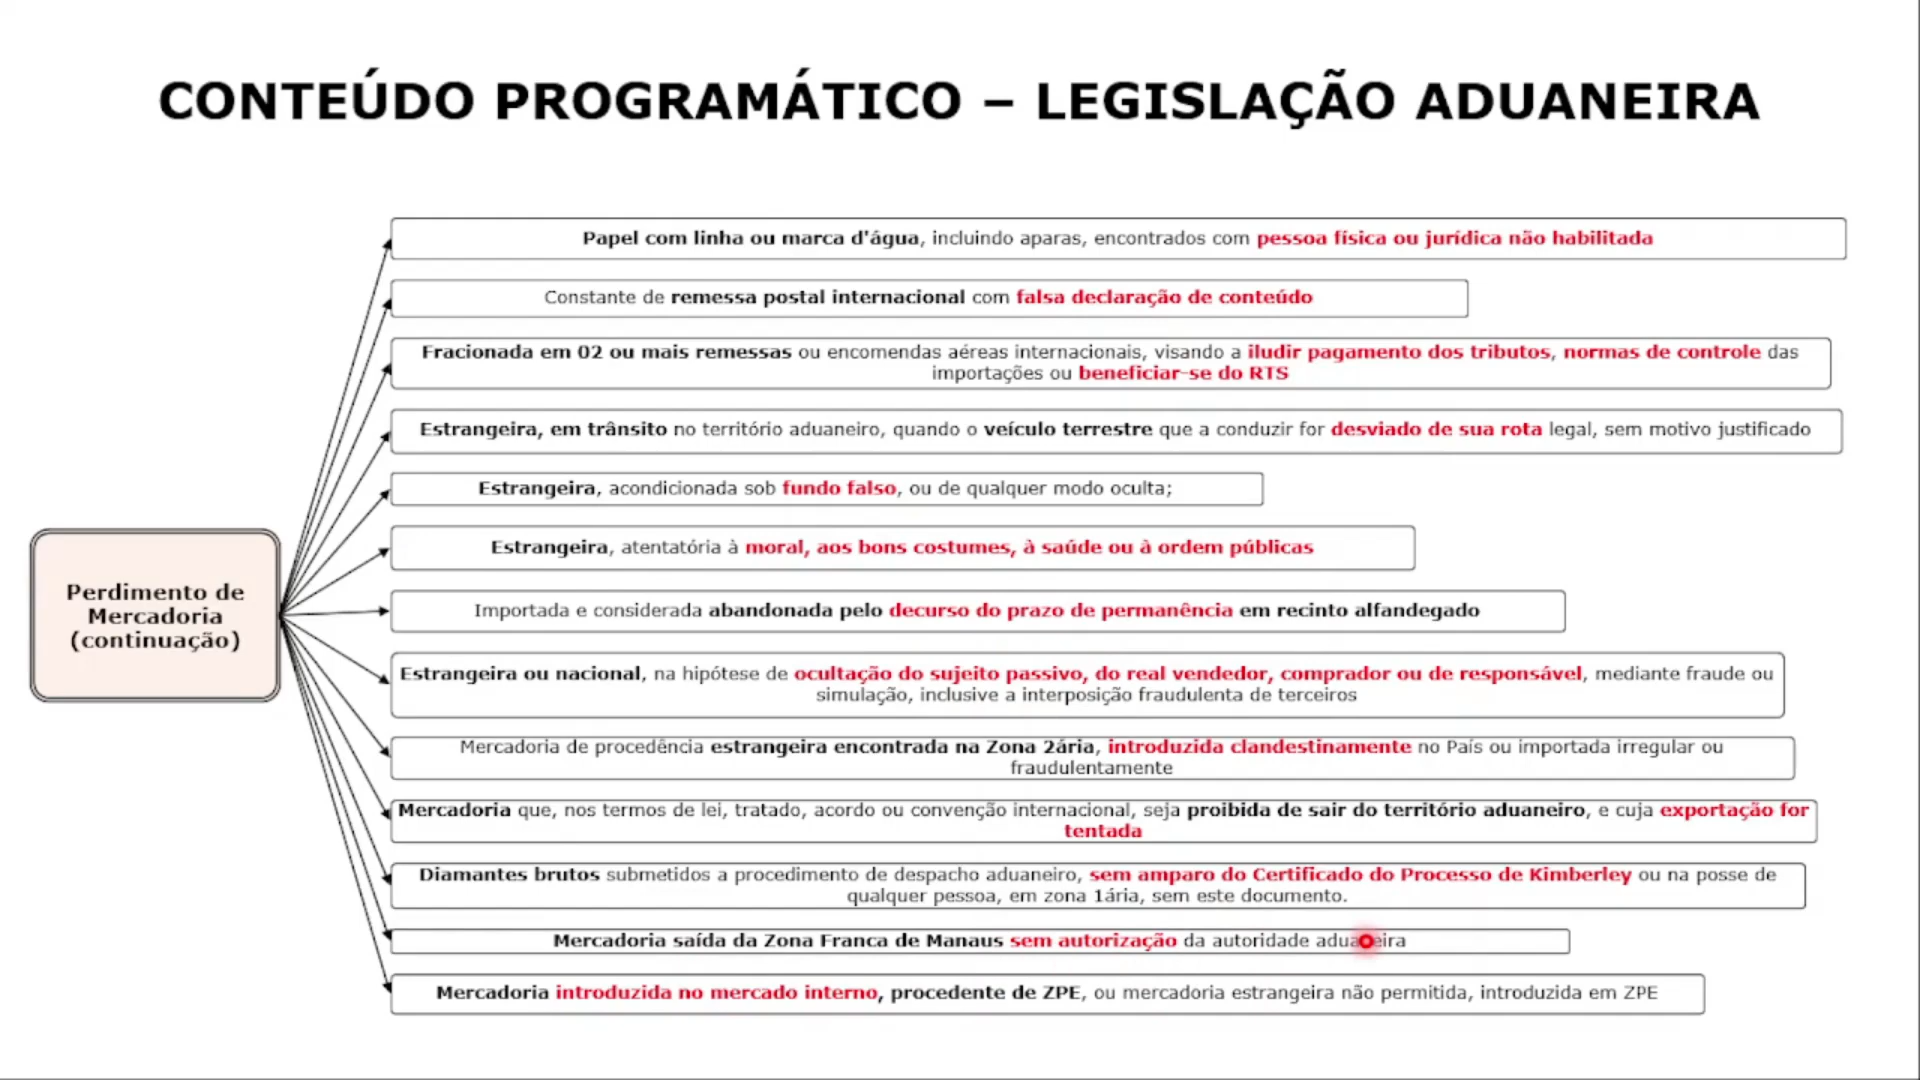 CONTEÚDO PROGRAMÁTICO – LEGISLAÇÃO ADUANEIRA
Perdimento de
Mercadoria
(continuação)
Papel com linha ou marca d'água, incluindo aparas, encontrados com pessoa física ou jurídica não habilitada
Constante de remessa postal internacional com falsa declaração de conteúdo
Fracionada em 02 ou mais remessas ou encomendas aéreas internacionais, visando a iludir pagamento dos tributos, normas de controle das
importações ou beneficiar-se do RTS
Estrangeira, em trânsito no território aduaneiro, quando o veículo terrestre que a conduzir for desviado de sua rota legal, sem motivo justificado
Estrangeira, acondicionada sob fundo falso, ou de qualquer modo oculta;
Estrangeira, atentatória à moral, aos bons costumes, à saúde ou à ordem públicas
Importada e considerada abandonada pelo decurso do prazo de permanência em recinto alfandegado
Estrangeira ou nacional, na hipótese de ocultação do sujeito passivo, do real vendedor, comprador ou de responsável, mediante fraude ou
simulação, inclusive a interposição fraudulenta de terceiros
Mercadoria de procedência estrangeira encontrada na Zona 2ária, introduzida clandestinamente no País ou importada irregular ou
fraudulentamente
Mercadoria que, nos termos de lei, tratado, acordo ou convenção internacional, seja proibida de sair do território aduaneiro, e cuja exportação for
tentada
Diamantes brutos submetidos a procedimento de despacho aduaneiro, sem amparo do Certificado do Processo de Kimberley ou na posse de
qualquer pessoa, em zona 1ária, sem este documento.
Mercadoria saída da Zona Franca de Manaus sem autorização da autoridade aduaneira
Mercadoria introduzida no mercado interno, procedente de ZPE, ou mercadoria estrangeira não permitida, introduzida em ZPE